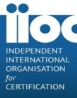 iioc
INDEPENDENT
INTERNATIONAL
ORGANISATION
for
CERTIFICATION